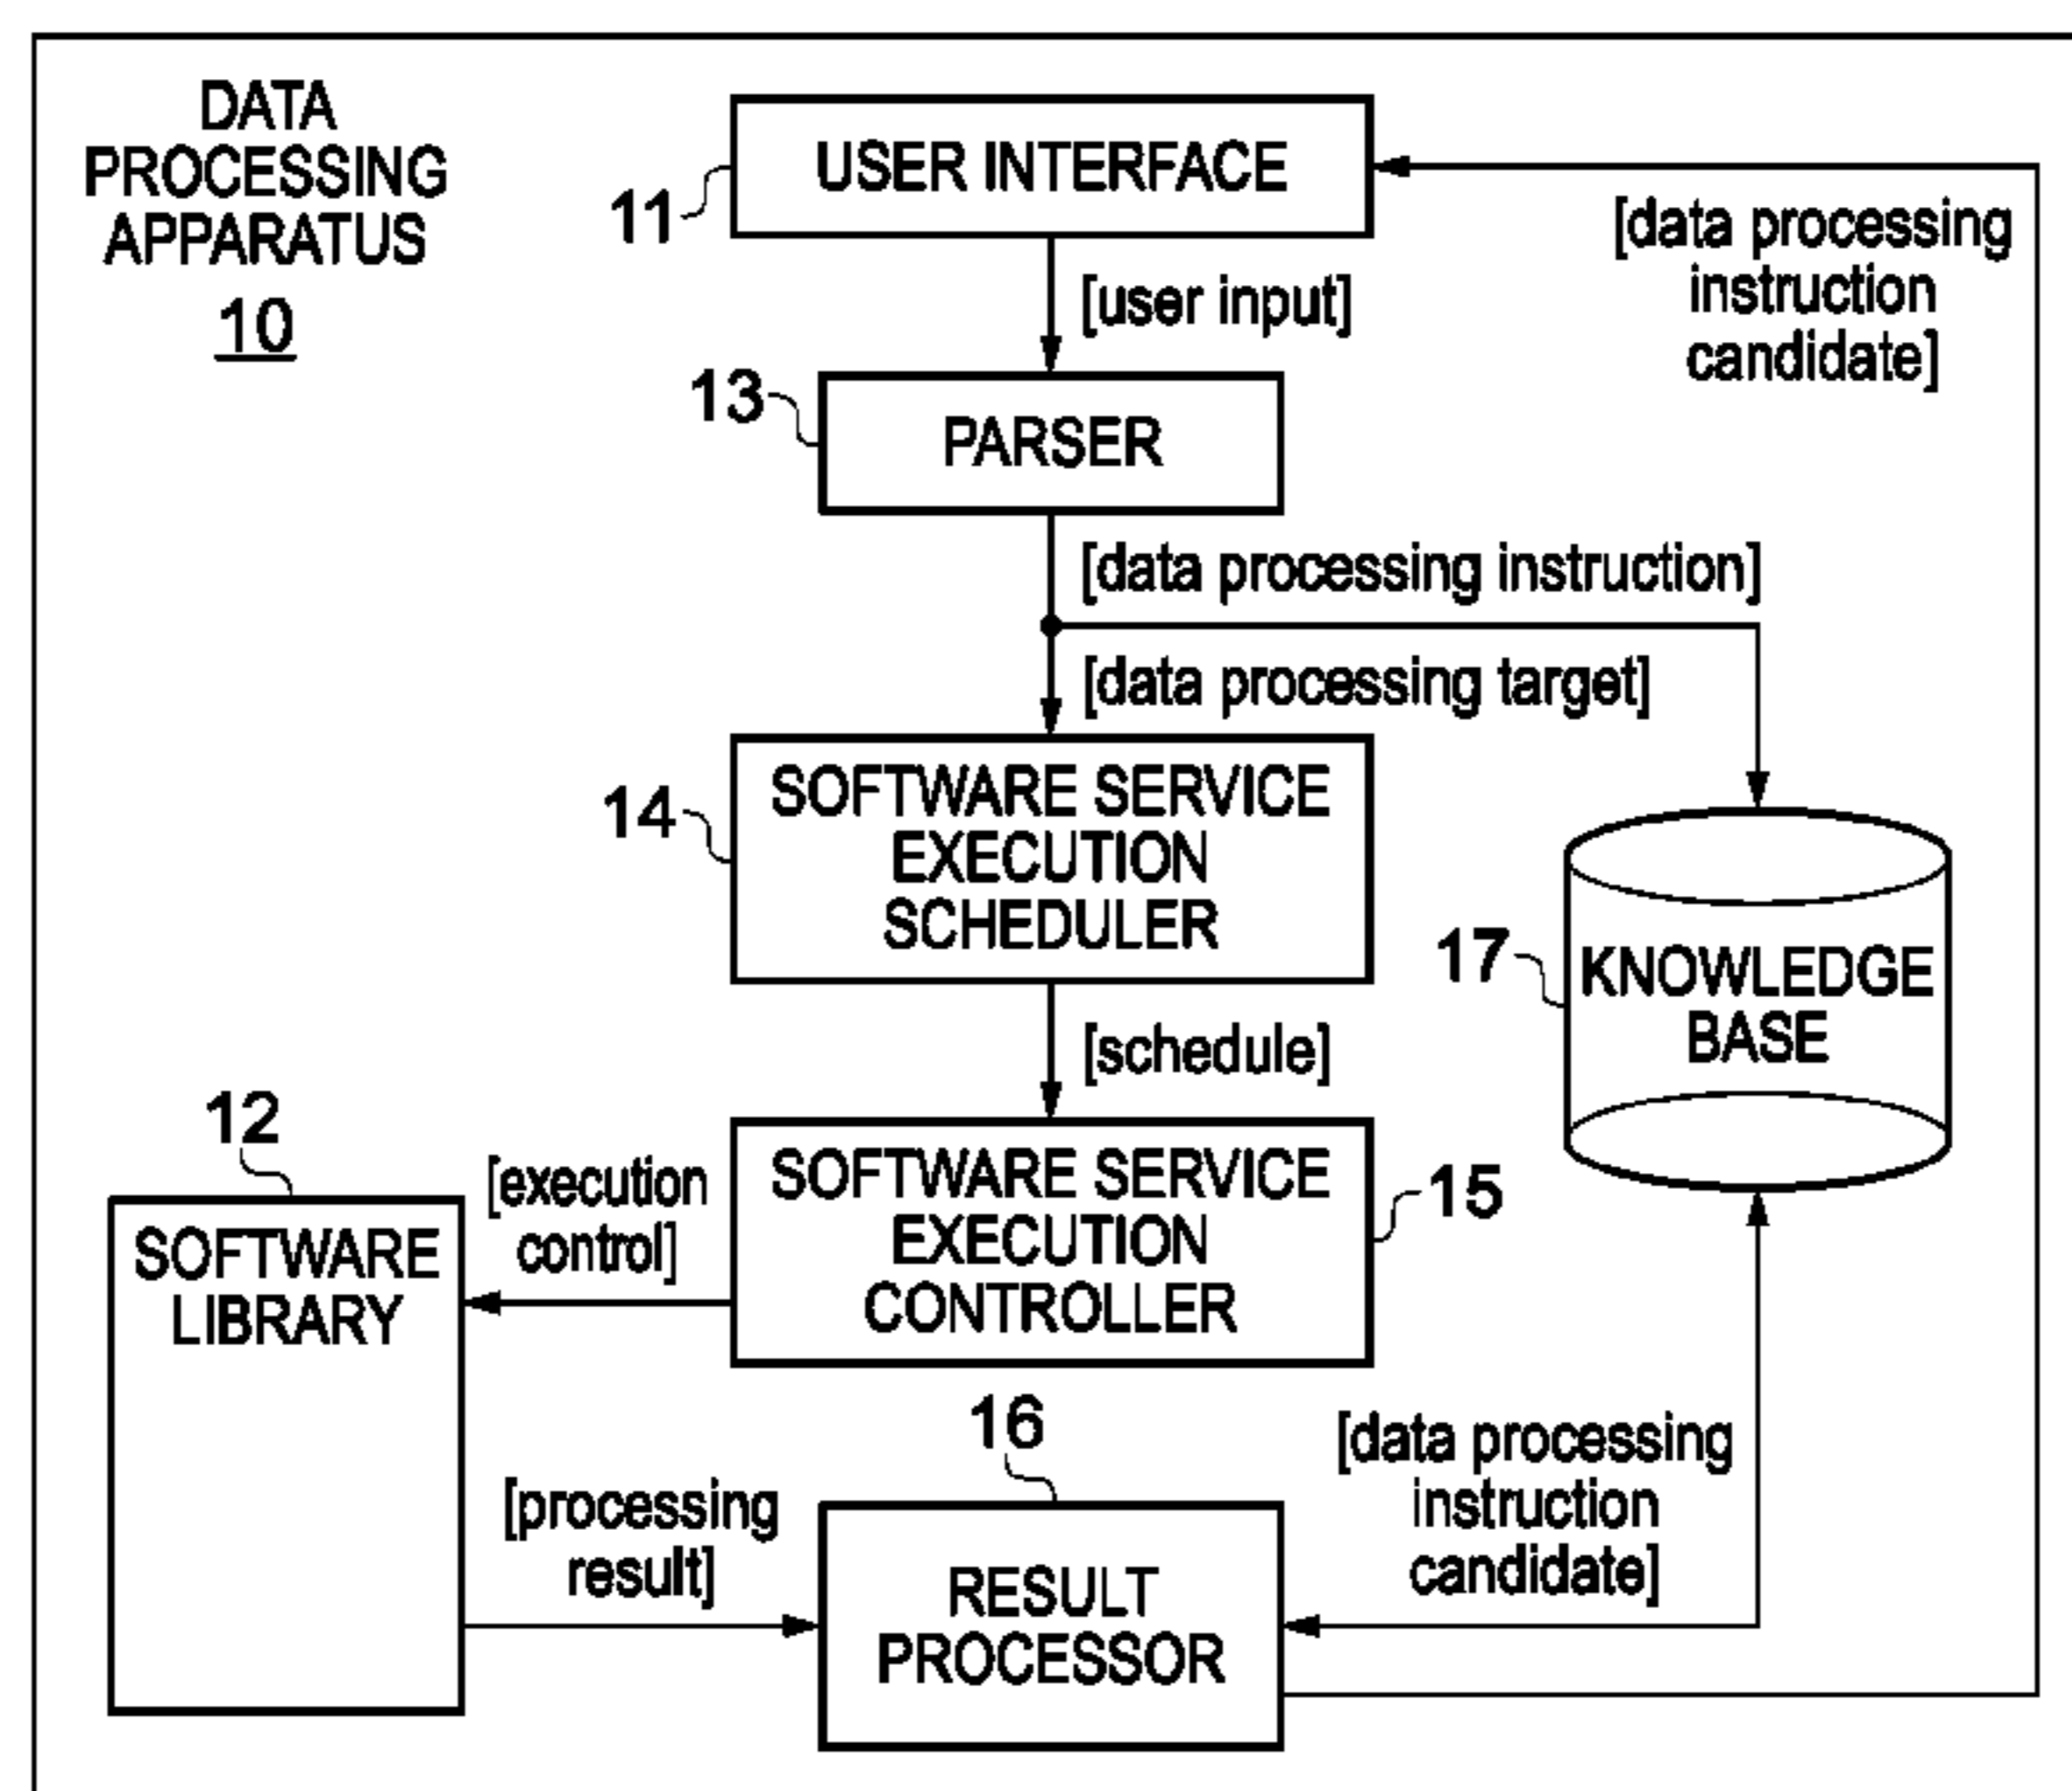 DATA
PROCESSING
APPARATUS
10
USER INTERFACE
11
[data processing
instruction
candidate]
[user input]
13
PARSER
[data processing instruction]
[data processing target]
14
SOFTWARE SERVICE
EXECUTION
SCHEDULER
17
KNOWLEDGE
BASE
[schedule]
12
SOFTWARE
LIBRARY
[execution
control]
SOFTWARE SERVICE
EXECUTION
CONTROLLER
15
16
[processing
result]
RESULT
PROCESSOR
[data processing
instruction
candidate]